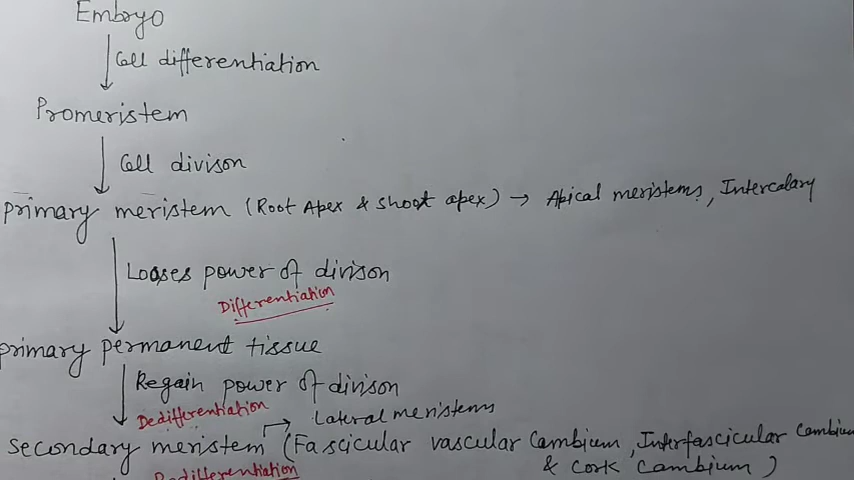 Embryo
Cell differentiation
Promeristem
Cell divison
Primary meristem (Root Apex & Shoot apex) → Apical meristems, Intercalary
Looses power of divison
Differentiation
primary permanent tissue
Regain power of divison
Dedifferentiation
Lateral meristems
Secondary meristem (Fascicular vascular Cambium, Interfascicular Cambium
& Cork Cambium)
Redifferentiation